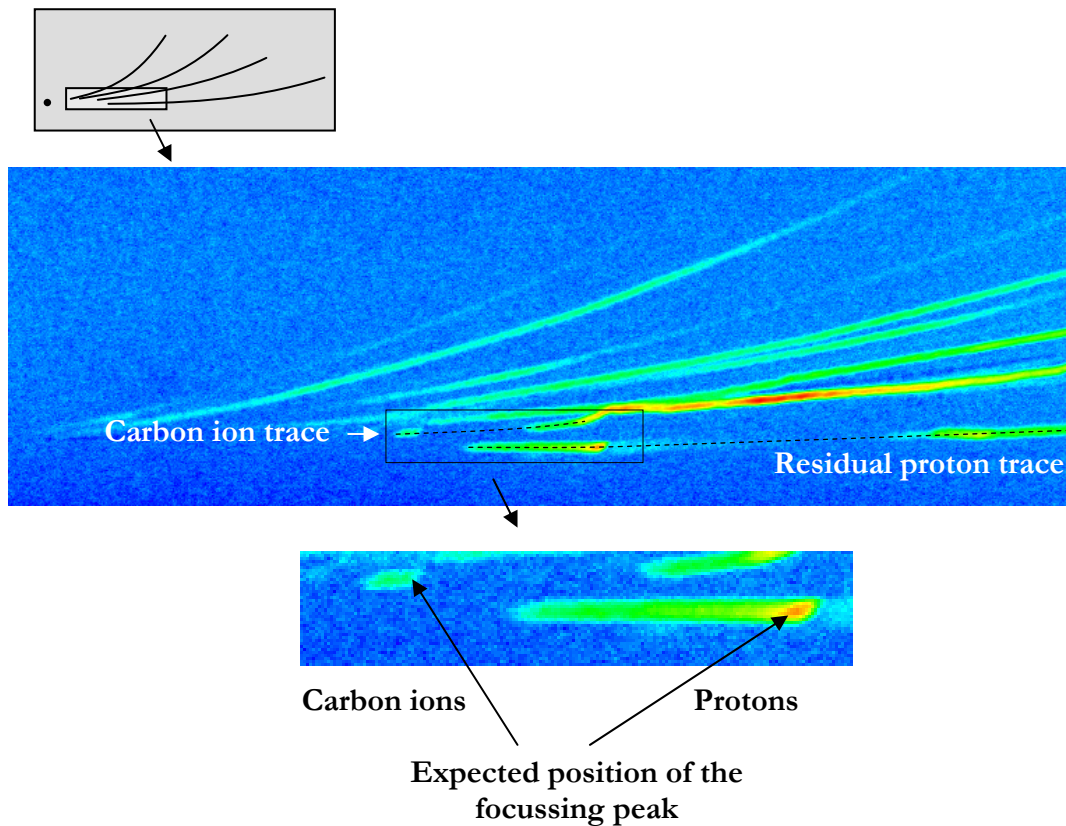 Carbon ion trace
Residual proton trace
Carbon ions
Protons
Expected position of the
focussing peak